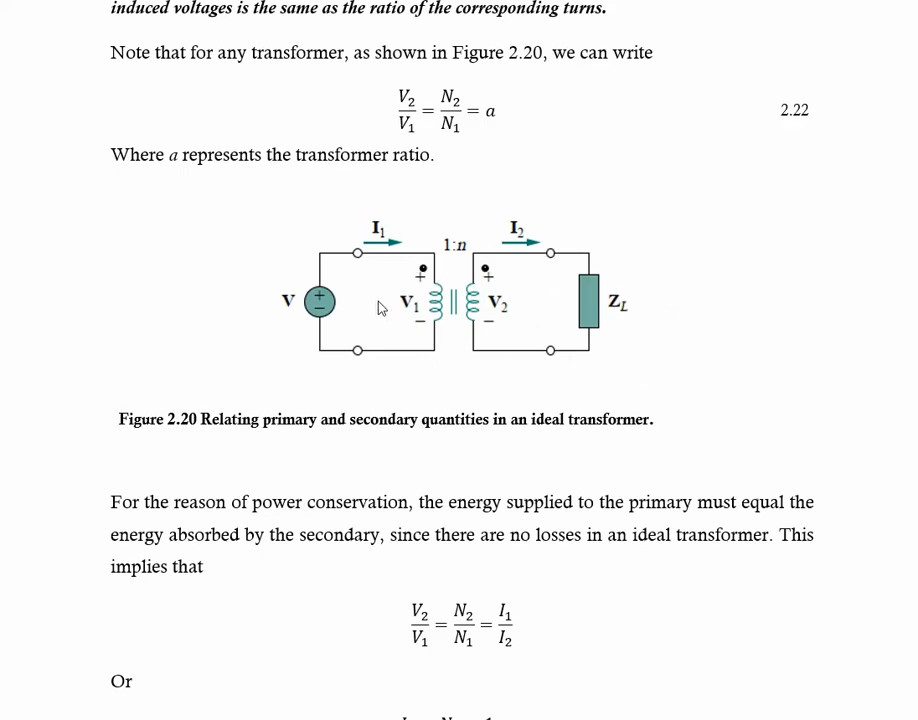 induced voltages is the same as the ratio of the corresponding turns.
Note that for any transformer, as shown in Figure 2.20, we can write
V₂/V₁ = N₂/N₁ = a 2.22
Where a represents the transformer ratio.
I₁ I₂
1:n
+ +
V + − V₁ V₂ Z_L
− −
Figure 2.20 Relating primary and secondary quantities in an ideal transformer.
For the reason of power conservation, the energy supplied to the primary must equal the
energy absorbed by the secondary, since there are no losses in an ideal transformer. This
implies that
V₂/V₁ = N₂/N₁ = I₁/I₂
Or